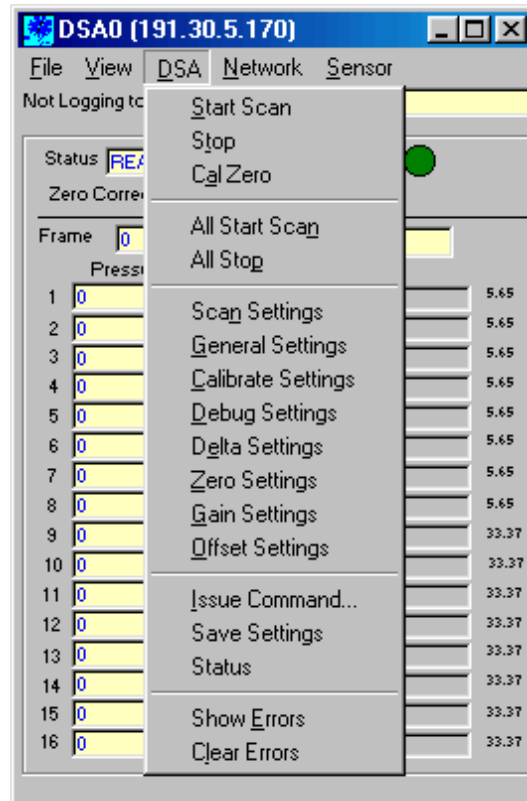 DSA0 (191.30.5.170)
File View DSA Network Sensor
Not Logging to
Start Scan
Stop
Cal Zero
All Start Scan
All Stop
Scan Settings
General Settings
Calibrate Settings
Debug Settings
Delta Settings
Zero Settings
Gain Settings
Offset Settings
Issue Command...
Save Settings
Status
Show Errors
Clear Errors
Status
Zero
Frame 0
1 0 5.65
2 0 5.65
3 0 5.65
4 0 5.65
5 0 5.65
6 0 5.65
7 0 5.65
8 0 5.65
9 0 33.37
10 0 33.37
11 0 33.37
12 0 33.37
13 0 33.37
14 0 33.37
15 0 33.37
16 0 33.37